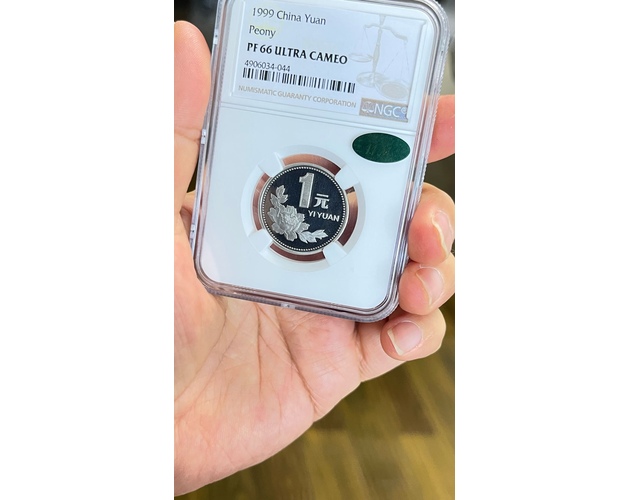 1999 China Yuan
Peony
PF 66 ULTRA CAMEO
4906034-044
NUMISMATIC GUARANTY CORPORATION
NGC
1元
YI YUAN